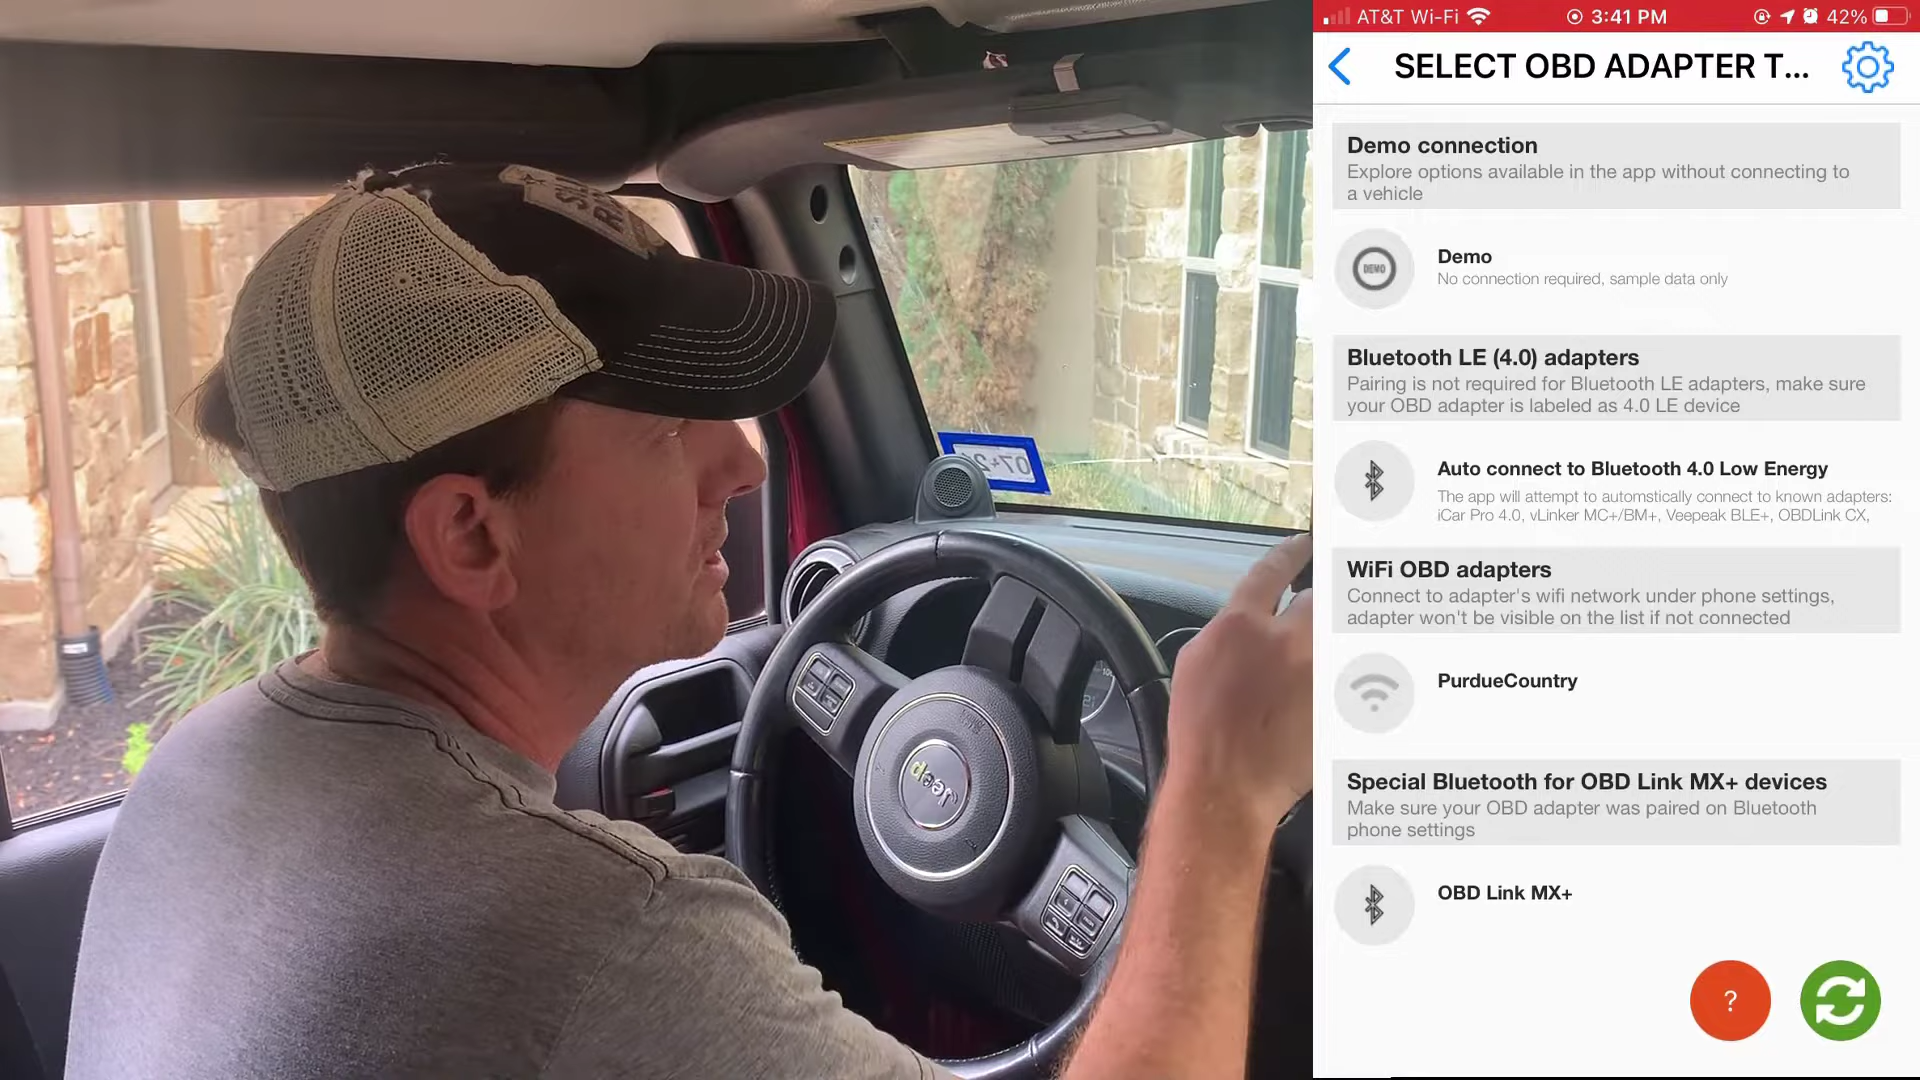 AT&T Wi-Fi 3:41 PM 42%
SELECT OBD ADAPTER T...
Demo connection
Explore options available in the app without connecting to
a vehicle
DEMO
Demo
No connection required, sample data only
Bluetooth LE (4.0) adapters
Pairing is not required for Bluetooth LE adapters, make sure
your OBD adapter is labeled as 4.0 LE device
Auto connect to Bluetooth 4.0 Low Energy
The app will attempt to automstically connect to known adapters:
iCar Pro 4.0, vLinker MC+/BM+, Veepeak BLE+, OBDLink CX,
WiFi OBD adapters
Connect to adapter's wifi network under phone settings,
adapter won't be visible on the list if not connected
PurdueCountry
Special Bluetooth for OBD Link MX+ devices
Make sure your OBD adapter was paired on Bluetooth
phone settings
OBD Link MX+
?
Jeep